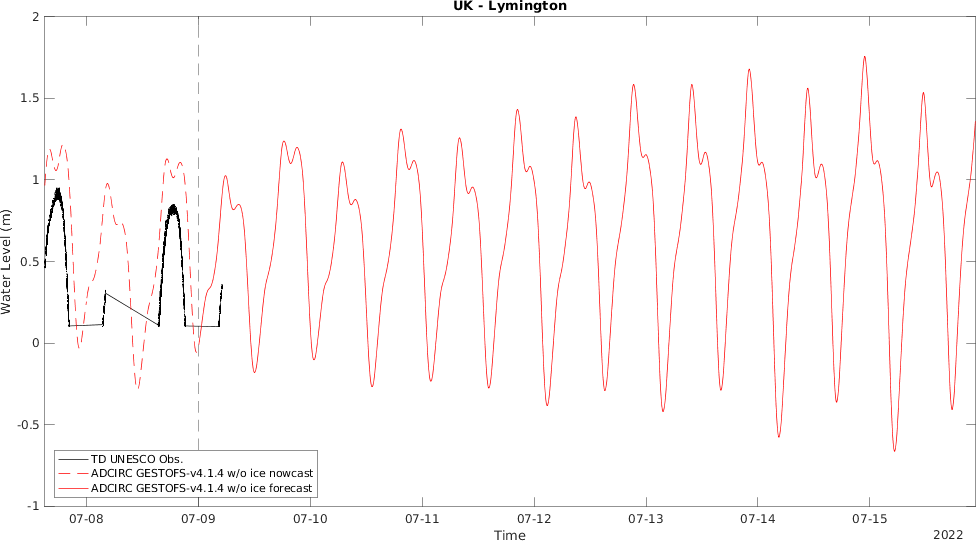 UK - Lymington
2
1.5
1
0.5
0
-0.5
-1
Water Level (m)
TD UNESCO Obs.
ADCIRC GESTOFS-v4.1.4 w/o ice nowcast
ADCIRC GESTOFS-v4.1.4 w/o ice forecast
07-08 07-09 07-10 07-11 07-12 07-13 07-14 07-15
Time
2022